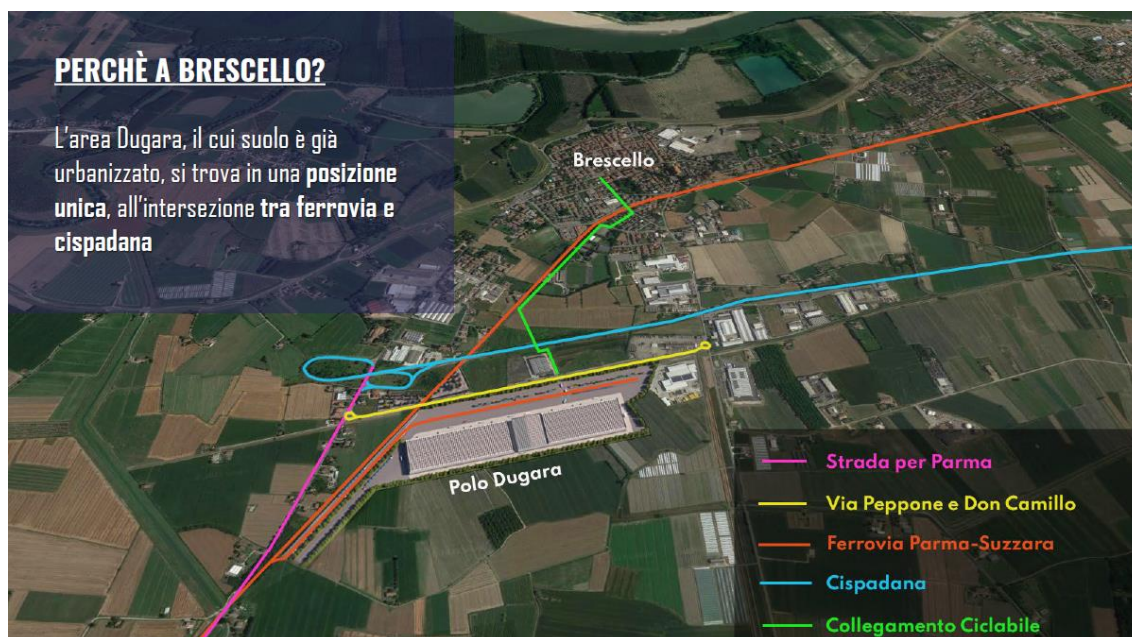 PERCHÈ A BRESCELLO?
L'area Dugara, il cui suolo è già
urbanizzato, si trova in una posizione
unica, all'intersezione tra ferrovia e
cispadana
Brescello
Polo Dugara
Strada per Parma
Via Peppone e Don Camillo
Ferrovia Parma-Suzzara
Cispadana
Collegamento Ciclabile